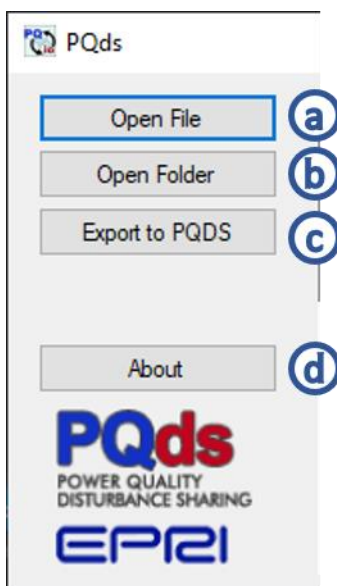 PQds
Open File
a
Open Folder
b
Export to PQDS
c
About
d
PQds
POWER QUALITY
DISTURBANCE SHARING
EPRI